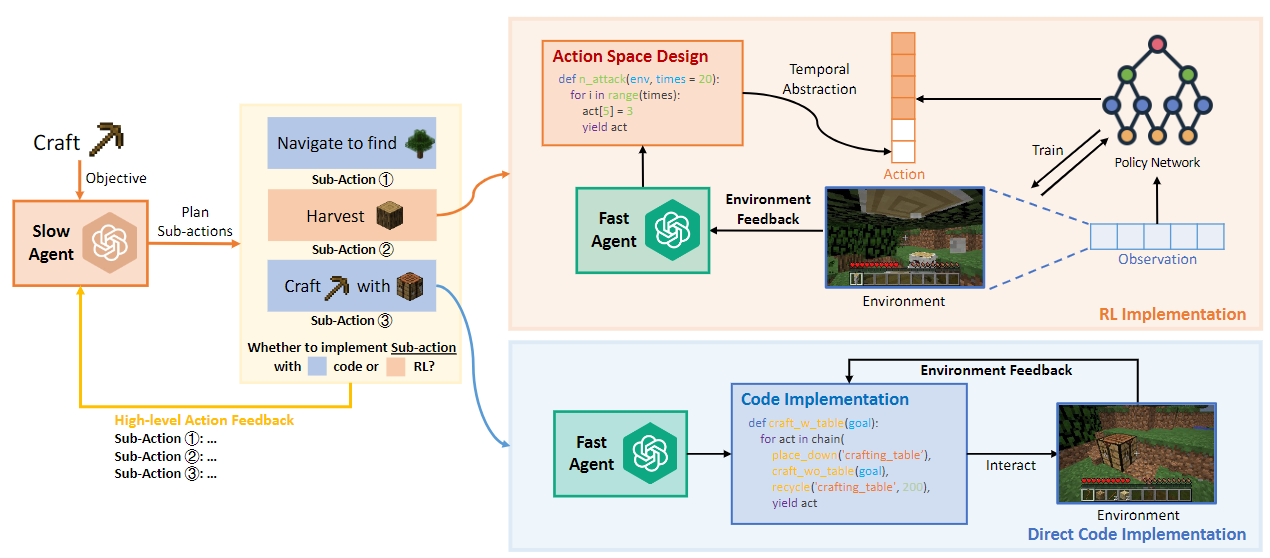 Craft
Objective
Slow
Agent
Plan
Sub-actions
Navigate to find
Sub-Action ①
Harvest
Sub-Action ②
Craft with
Sub-Action ③
Whether to implement Sub-action
with code or RL?
High-level Action Feedback
Sub-Action ①: ...
Sub-Action ②: ...
Sub-Action ③: ...
Action Space Design
def n_attack(env, times = 20):
for i in range(times):
act[5] = 3
yield act
Temporal
Abstraction
Action
Train
Policy Network
Fast
Agent
Environment
Feedback
Environment
Observation
RL Implementation
Fast
Agent
Code Implementation
def craft_w_table(goal):
for act in chain(
place_down('crafting_table'),
craft_wo_table(goal),
recycle('crafting_table', 200),
yield act
Environment Feedback
Interact
Environment
Direct Code Implementation